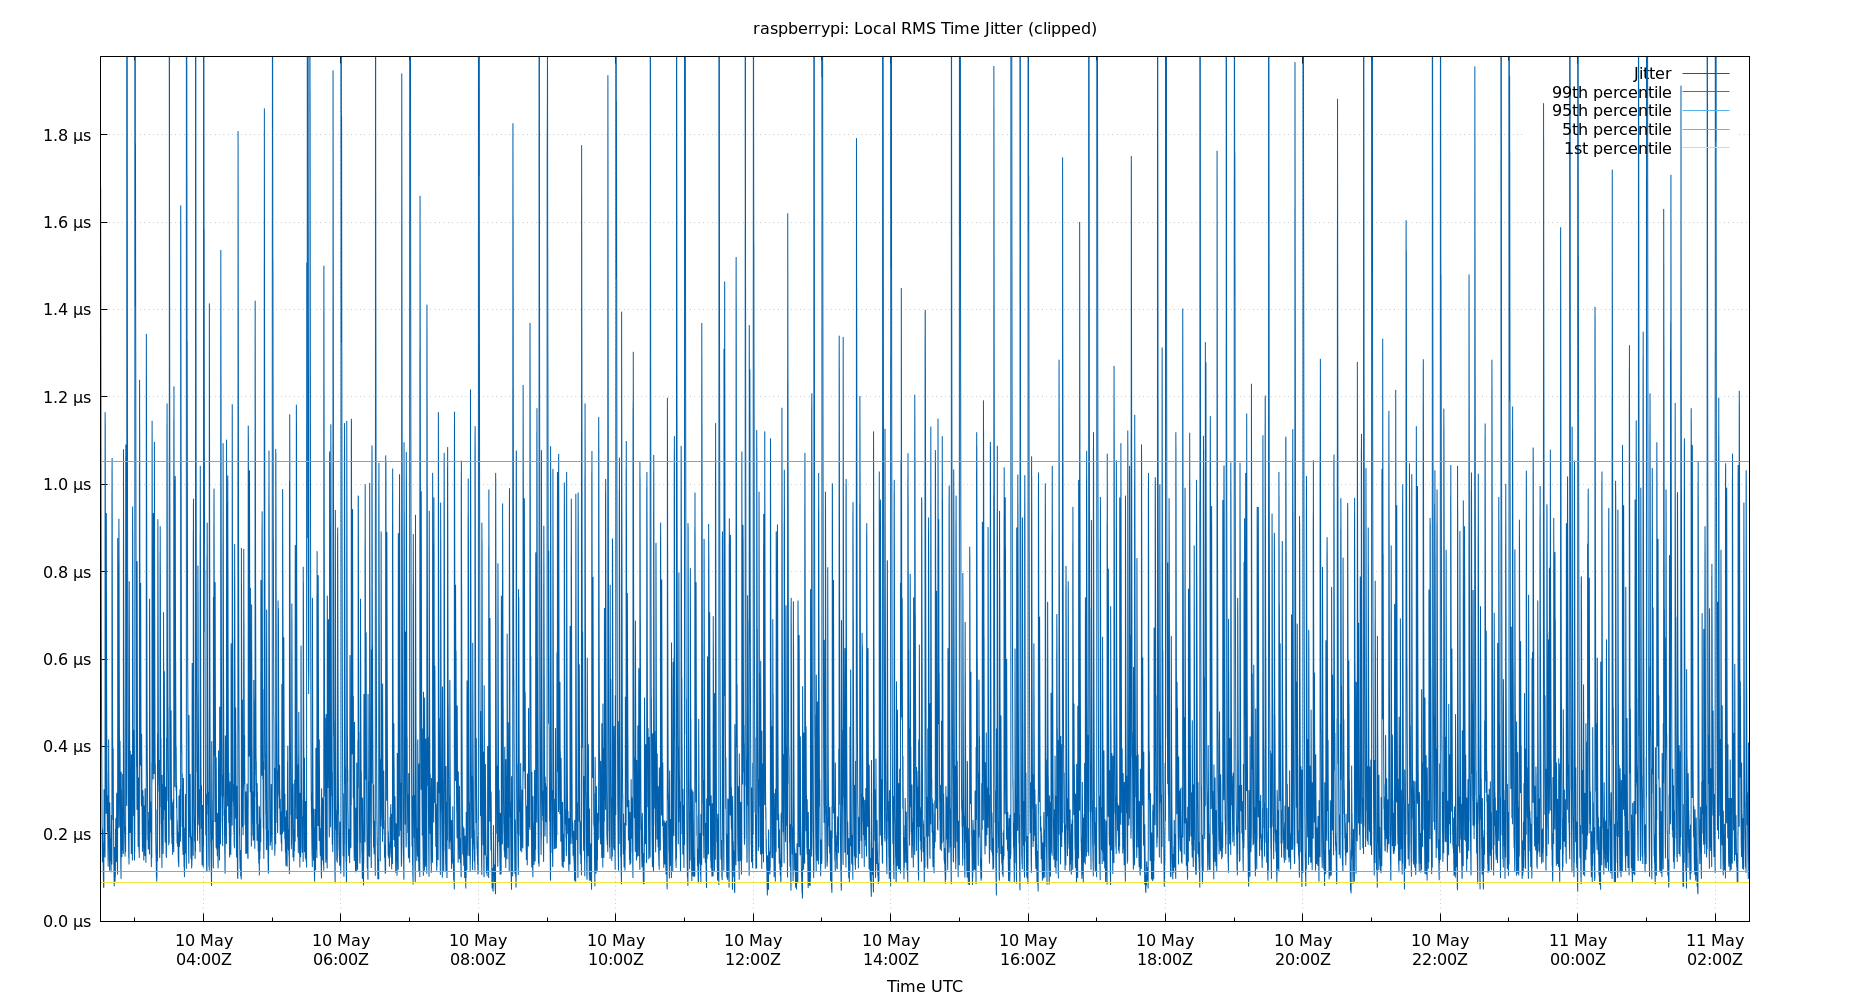 raspberrypi: Local RMS Time Jitter (clipped)
Jitter
99th percentile
95th percentile
5th percentile
1st percentile
1.8 µs
1.6 µs
1.4 µs
1.2 µs
1.0 µs
0.8 µs
0.6 µs
0.4 µs
0.2 µs
0.0 µs
10 May 10 May 10 May 10 May 10 May 10 May 10 May 10 May 10 May 10 May 11 May 11 May
04:00Z 06:00Z 08:00Z 10:00Z 12:00Z 14:00Z 16:00Z 18:00Z 20:00Z 22:00Z 00:00Z 02:00Z
Time UTC